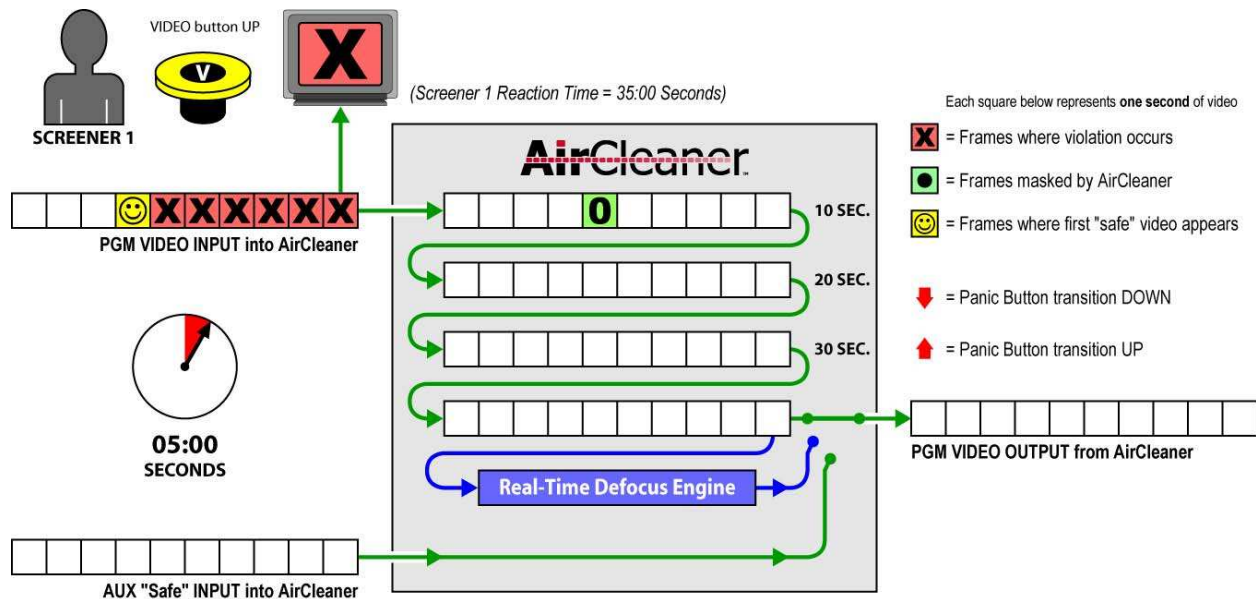 VIDEO button UP
V
X
SCREENER 1
(Screener 1 Reaction Time = 35:00 Seconds)
Each square below represents one second of video
X = Frames where violation occurs
= Frames masked by AirCleaner
= Frames where first "safe" video appears
= Panic Button transition DOWN
= Panic Button transition UP
AirCleaner™
X X X X X X
PGM VIDEO INPUT into AirCleaner
0
10 SEC.
20 SEC.
30 SEC.
05:00
SECONDS
Real-Time Defocus Engine
PGM VIDEO OUTPUT from AirCleaner
AUX "Safe" INPUT into AirCleaner